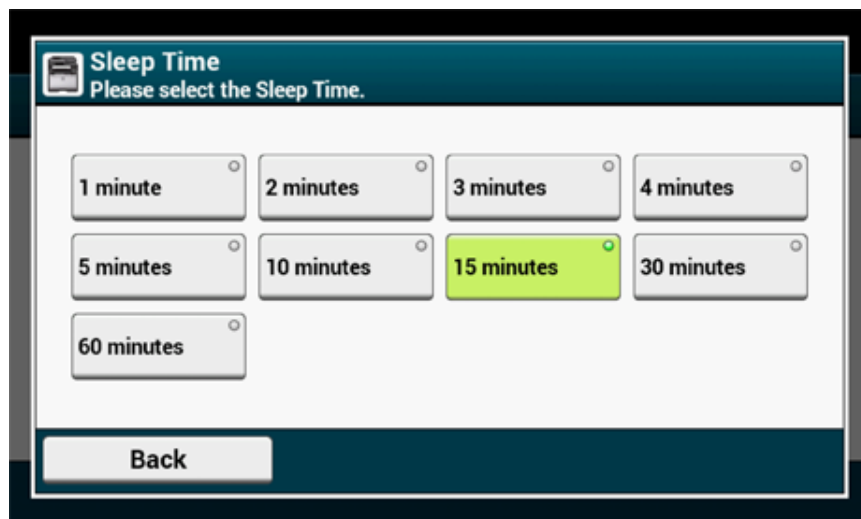 Sleep Time
Please select the Sleep Time.
1 minute
2 minutes
3 minutes
4 minutes
5 minutes
10 minutes
15 minutes
30 minutes
60 minutes
Back